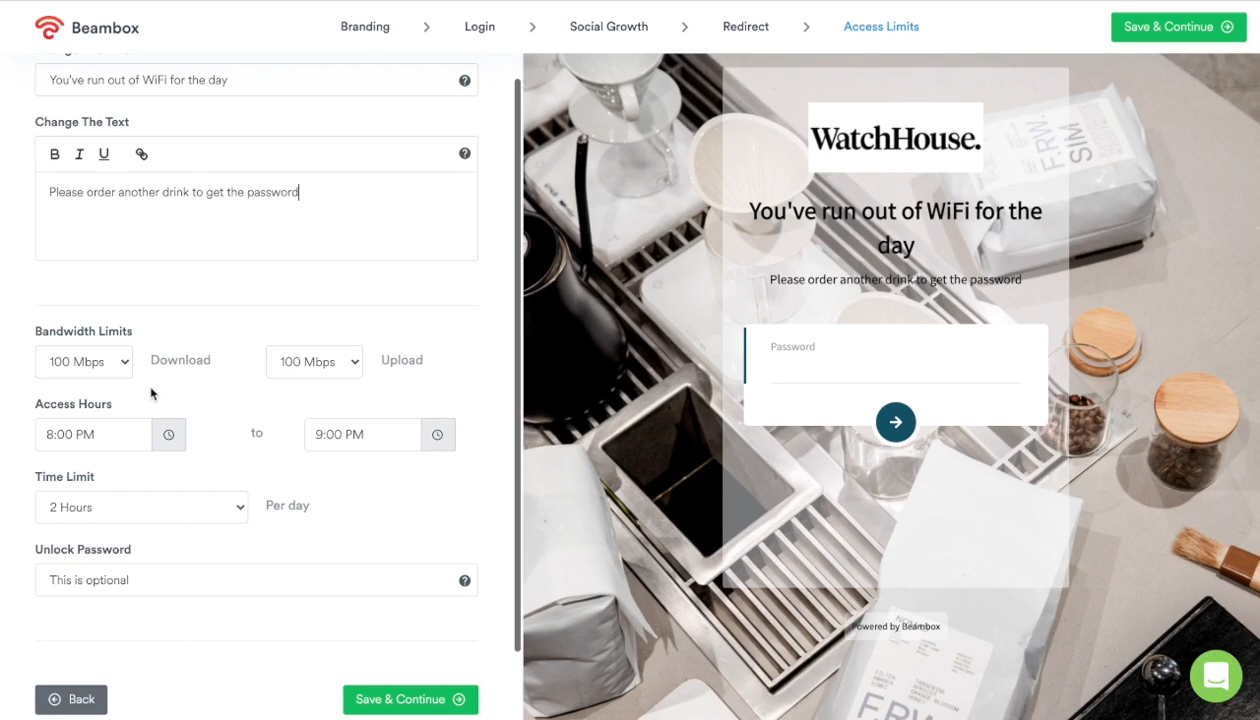 Beambox
Branding
Login
Social Growth
Redirect
Access Limits
Save & Continue
You've run out of WiFi for the day
Change The Text
B I U
Please order another drink to get the password
Bandwidth Limits
100 Mbps Download 100 Mbps Upload
Access Hours
8:00 PM to 9:00 PM
Time Limit
2 Hours Per day
Unlock Password
This is optional
Back
Save & Continue
WatchHouse.
You've run out of WiFi for the
day
Please order another drink to get the password
Password
Powered by Beambox
F.RW.
SIM
F.RW.